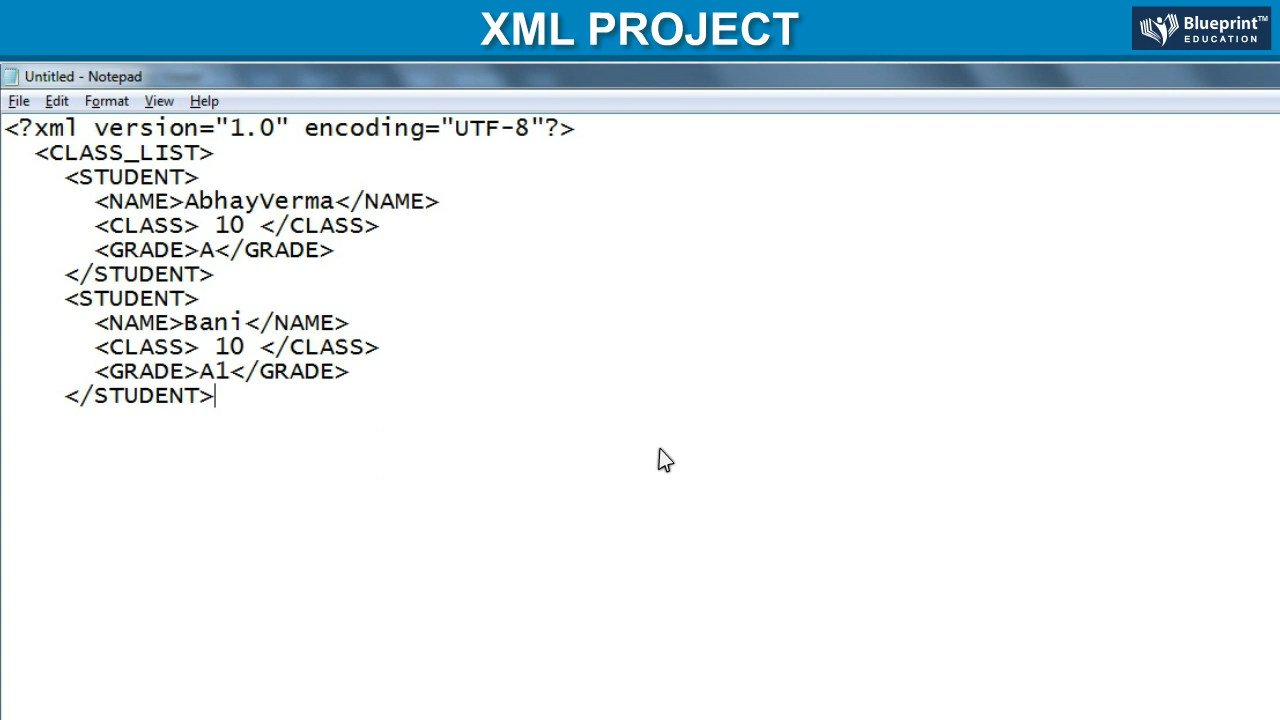 XML PROJECT
Blueprint™
EDUCATION
Untitled - Notepad
File Edit Format View Help
<?xml version="1.0" encoding="UTF-8"?>
  <CLASS_LIST>
    <STUDENT>
      <NAME>AbhayVerma</NAME>
      <CLASS> 10 </CLASS>
      <GRADE>A</GRADE>
    </STUDENT>
    <STUDENT>
      <NAME>Bani</NAME>
      <CLASS> 10 </CLASS>
      <GRADE>A1</GRADE>
    </STUDENT>